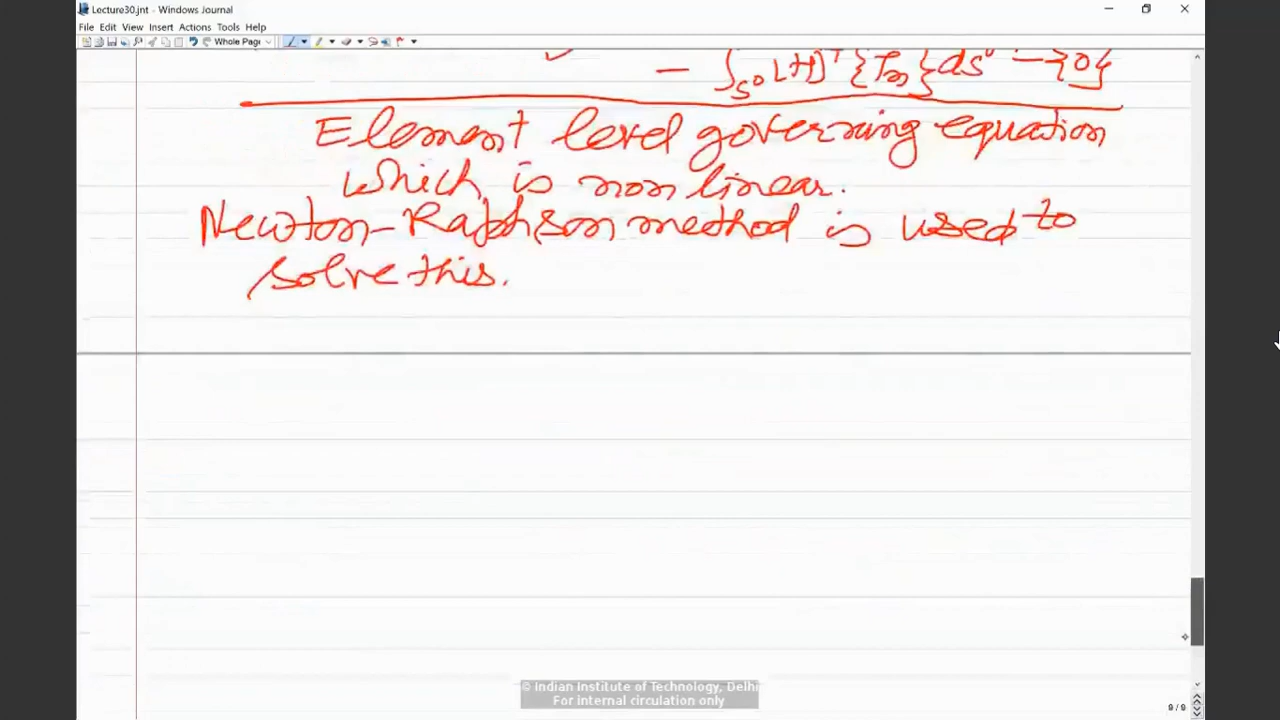 Lecture30.jnt - Windows Journal
File Edit View Insert Actions Tools Help
Whole Page
- ∫S⁰ [H]ᵀ {fₘ} dS⁰ = {0}
Element level governing equation
which is non linear.
Newton-Raphson method is used to
solve this.
© Indian Institute of Technology, Delhi
For internal circulation only
9 / 9